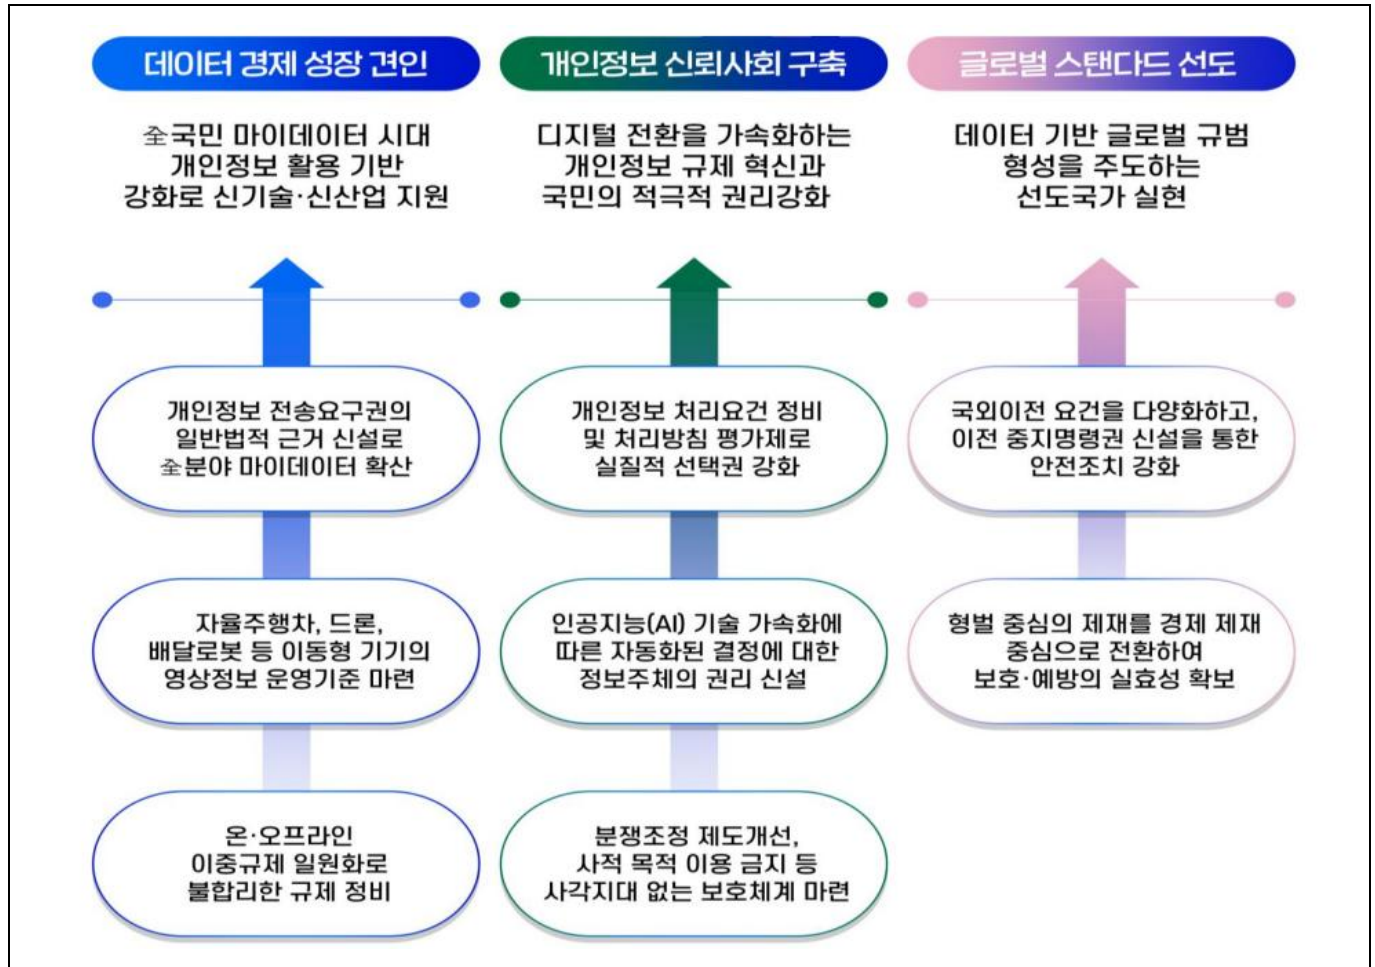 데이터 경제 성장 견인
全국민 마이데이터 시대
개인정보 활용 기반
강화로 신기술·신산업 지원
개인정보 전송요구권의
일반법적 근거 신설로
全분야 마이데이터 확산
자율주행차, 드론,
배달로봇 등 이동형 기기의
영상정보 운영기준 마련
온·오프라인
이중규제 일원화로
불합리한 규제 정비
개인정보 신뢰사회 구축
디지털 전환을 가속화하는
개인정보 규제 혁신과
국민의 적극적 권리강화
개인정보 처리요건 정비
및 처리방침 평가제로
실질적 선택권 강화
인공지능(AI) 기술 가속화에
따른 자동화된 결정에 대한
정보주체의 권리 신설
분쟁조정 제도개선,
사적 목적 이용 금지 등
사각지대 없는 보호체계 마련
글로벌 스탠다드 선도
데이터 기반 글로벌 규범
형성을 주도하는
선도국가 실현
국외이전 요건을 다양화하고,
이전 중지명령권 신설을 통한
안전조치 강화
형벌 중심의 제재를 경제 제재
중심으로 전환하여
보호·예방의 실효성 확보